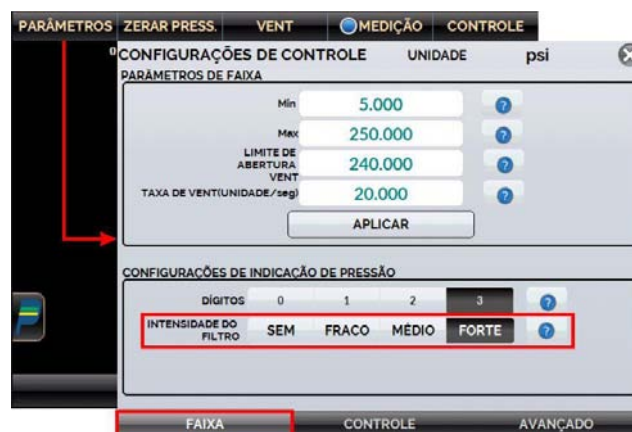 PARÂMETROS ZERAR PRESS. VENT MEDIÇÃO CONTROLE
0
CONFIGURAÇÕES DE CONTROLE UNIDADE psi
PARÂMETROS DE FAIXA
Min 5.000 ?
Max 250.000 ?
LIMITE DE
ABERTURA
VENT 240.000 ?
TAXA DE VENT(UNIDADE/seg) 20.000 ?
APLICAR
CONFIGURAÇÕES DE INDICAÇÃO DE PRESSÃO
DÍGITOS 0 1 2 3 ?
INTENSIDADE DO
FILTRO SEM FRACO MÉDIO FORTE ?
FAIXA CONTROLE AVANÇADO